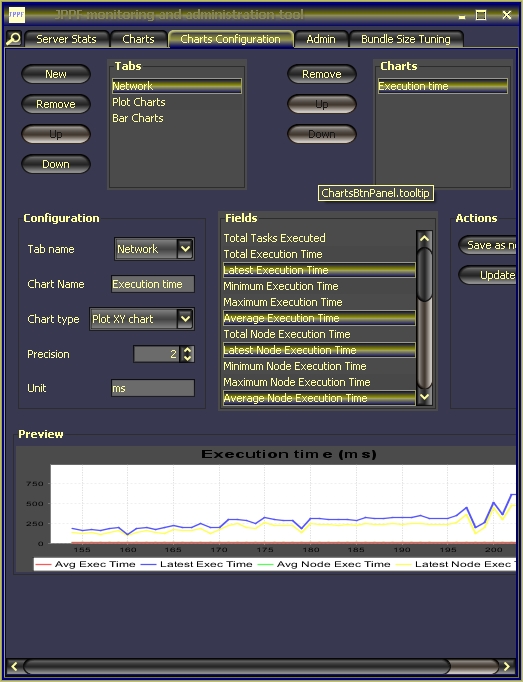 JPPF JPPF-monitoring-and-administration-tool
Server Stats Charts Charts Configuration Admin Bundle Size Tuning
New
Remove
Up
Down
Tabs
Network
Plot Charts
Bar Charts
Remove
Up
Down
Charts
Execution time
ChartsBtnPanel.tooltip
Configuration
Tab name Network
Chart Name Execution time
Chart type Plot XY chart
Precision 2
Unit ms
Fields
Total Tasks Executed
Total Execution Time
Latest Execution Time
Minimum Execution Time
Maximum Execution Time
Average Execution Time
Total Node Execution Time
Latest Node Execution Time
Minimum Node Execution Time
Maximum Node Execution Time
Average Node Execution Time
Actions
Save as ne
Update
Preview
Execution time (ms)
750
500
250
0
155 160 165 170 175 180 185 190 195 200
Avg Exec Time Latest Exec Time Avg Node Exec Time Latest Node Exec Time